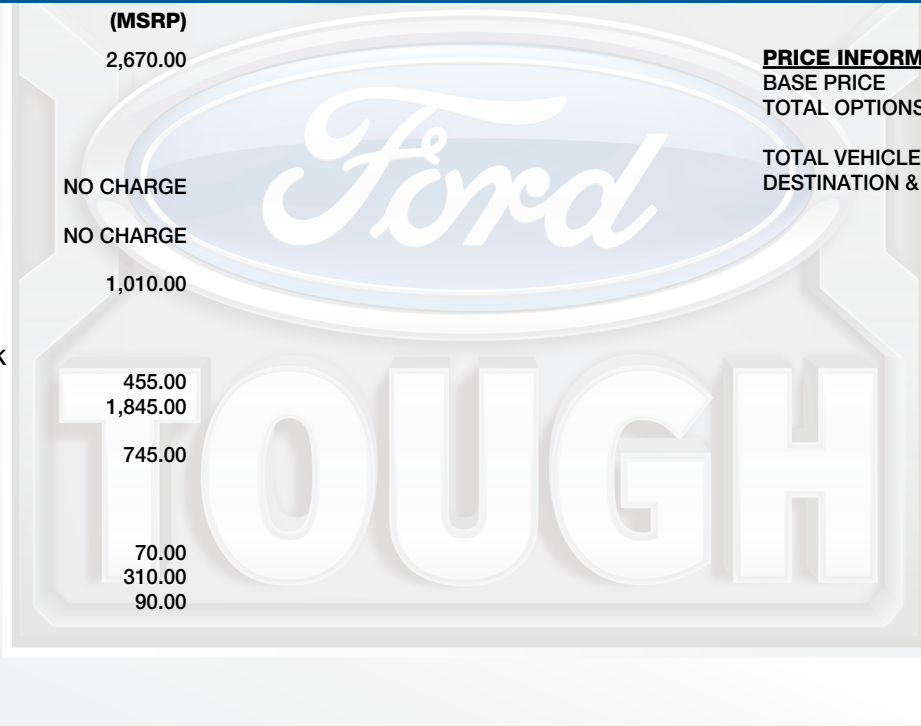 (MSRP)
2,670.00
NO CHARGE
NO CHARGE
1,010.00
K
455.00
1,845.00
745.00
70.00
310.00
90.00
PRICE INFORM
BASE PRICE
TOTAL OPTIONS
TOTAL VEHICLE
DESTINATION &
Ford
TOUGH